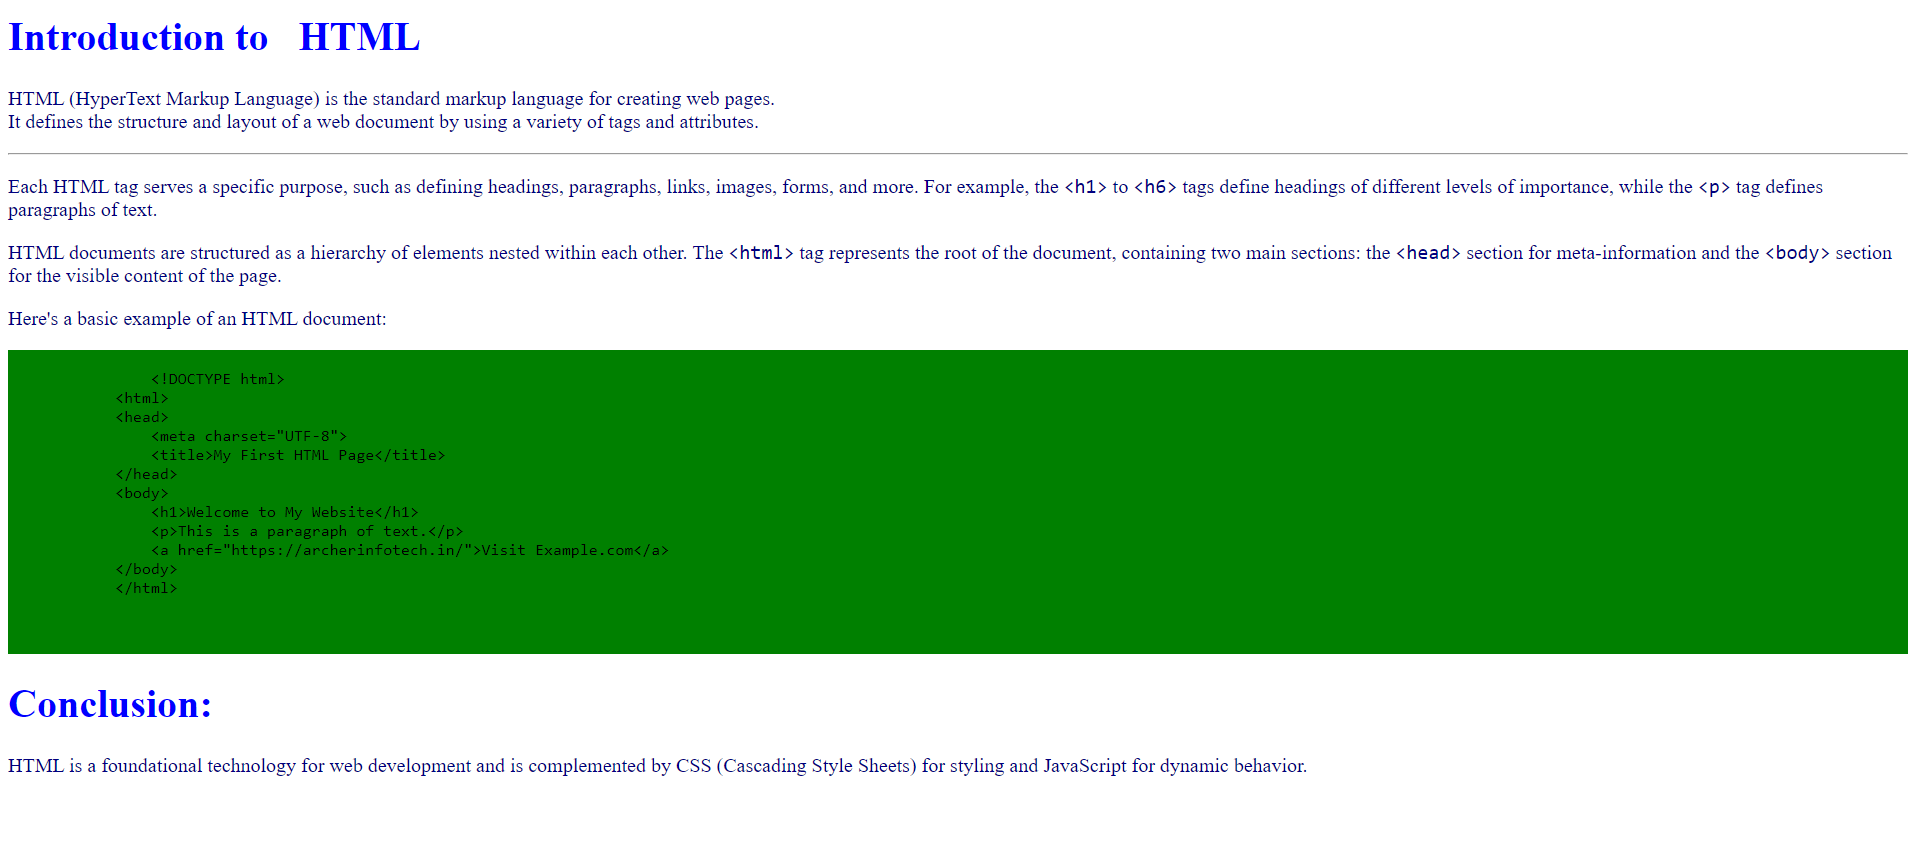 Introduction to   HTML
HTML (HyperText Markup Language) is the standard markup language for creating web pages.
It defines the structure and layout of a web document by using a variety of tags and attributes.
Each HTML tag serves a specific purpose, such as defining headings, paragraphs, links, images, forms, and more. For example, the <h1> to <h6> tags define headings of different levels of importance, while the <p> tag defines
paragraphs of text.
HTML documents are structured as a hierarchy of elements nested within each other. The <html> tag represents the root of the document, containing two main sections: the <head> section for meta-information and the <body> section
for the visible content of the page.
Here's a basic example of an HTML document:
<!DOCTYPE html>
<html>
<head>
<meta charset="UTF-8">
<title>My First HTML Page</title>
</head>
<body>
<h1>Welcome to My Website</h1>
<p>This is a paragraph of text.</p>
<a href="https://archerinfotech.in/">Visit Example.com</a>
</body>
</html>
Conclusion:
HTML is a foundational technology for web development and is complemented by CSS (Cascading Style Sheets) for styling and JavaScript for dynamic behavior.